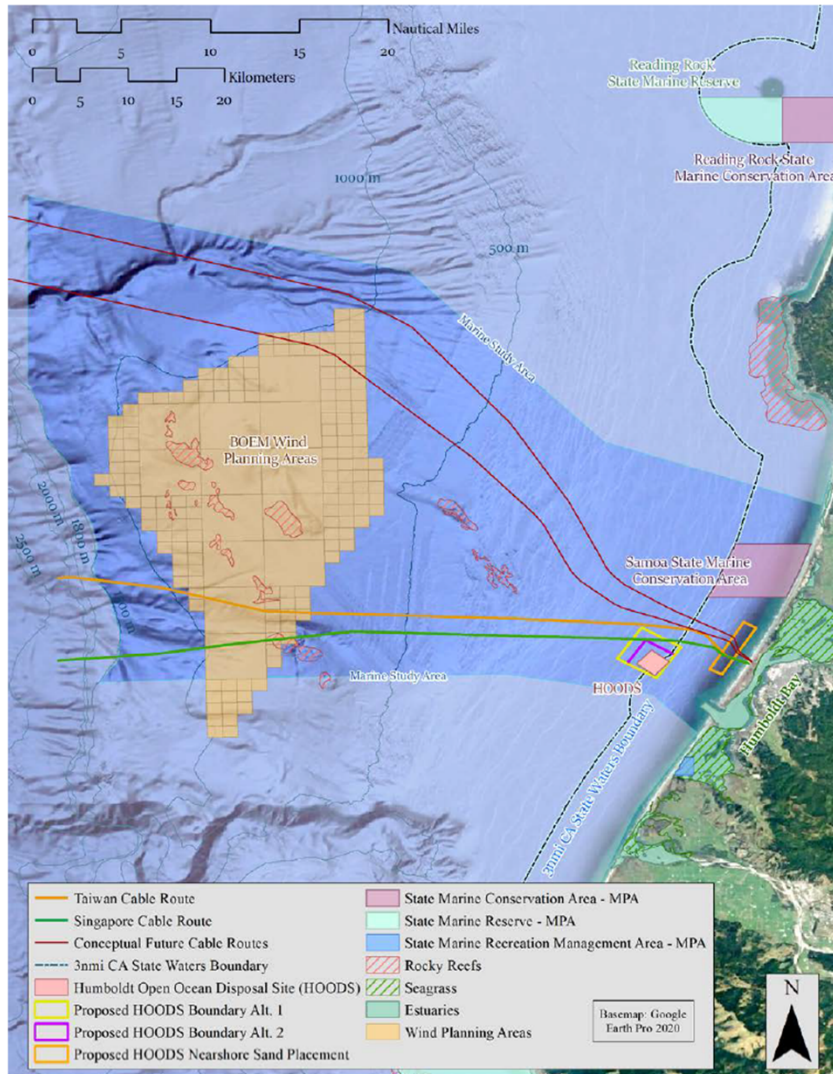 Nautical Miles
0 5 10 15 20
Kilometers
0 5 10 15 20
Reading Rock
State Marine Reserve
Reading Rock State
Marine Conservation Area
1000 m
500 m
Marine Study Area
BOEM Wind
Planning Areas
2000 m
1800 m
2500 m
Samoa State Marine
Conservation Area
HOODS
Marine Study Area
Humboldt Bay
3nmi CA State Waters Boundary
Taiwan Cable Route
Singapore Cable Route
Conceptual Future Cable Routes
3nmi CA State Waters Boundary
Humboldt Open Ocean Disposal Site (HOODS)
Proposed HOODS Boundary Alt. 1
Proposed HOODS Boundary Alt. 2
Proposed HOODS Nearshore Sand Placement
State Marine Conservation Area - MPA
State Marine Reserve - MPA
State Marine Recreation Management Area - MPA
Rocky Reefs
Seagrass
Estuaries
Wind Planning Areas
Basemap: Google
Earth Pro 2020
N